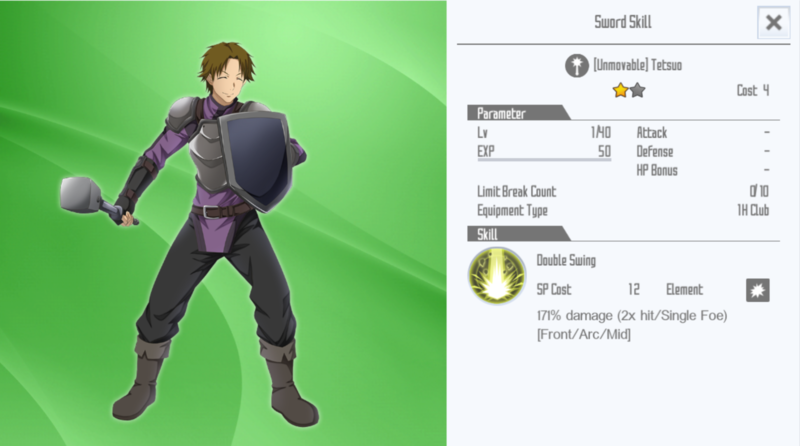 Sword Skill
[Unmovable] Tetsuo
Cost 4
Parameter
Lv 1/40 Attack -
EXP 50 Defense -
HP Bonus -
Limit Break Count 0/10
Equipment Type 1H Club
Skill
Double Swing
SP Cost 12 Element
171% damage (2x hit/Single Foe)
[Front/Arc/Mid]